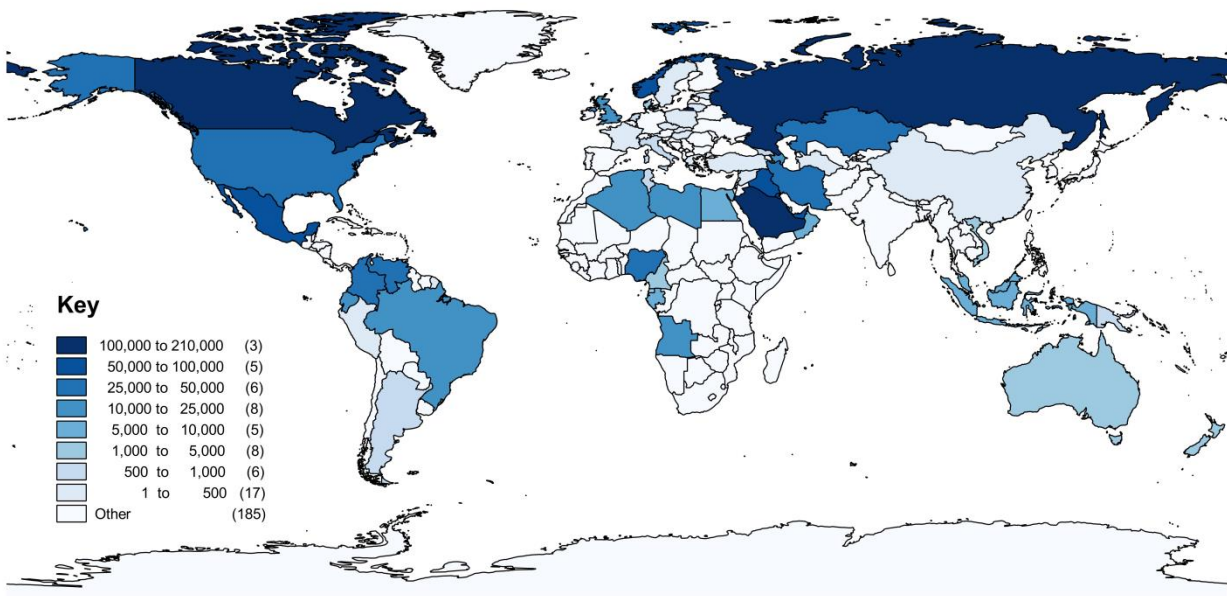 Key
100,000 to 210,000 (3)
50,000 to 100,000 (5)
25,000 to 50,000 (6)
10,000 to 25,000 (8)
5,000 to 10,000 (5)
1,000 to 5,000 (8)
500 to 1,000 (6)
1 to 500 (17)
Other (185)